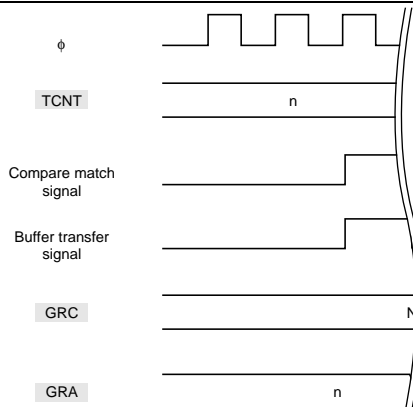 ϕ
TCNT
n
Compare match
signal
Buffer transfer
signal
GRC
N
GRA
n